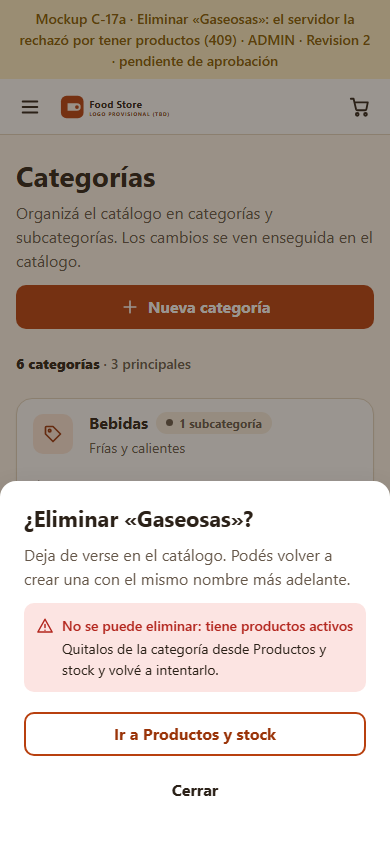 Mockup C-17a · Eliminar «Gaseosas»: el servidor la
rechazó por tener productos (409) · ADMIN · Revision 2
· pendiente de aprobación
Food Store
LOGO PROVISIONAL (TBD)
Categorías
Organizá el catálogo en categorías y
subcategorías. Los cambios se ven enseguida en el
catálogo.
Nueva categoría
6 categorías · 3 principales
Bebidas
1 subcategoría
Frías y calientes
¿Eliminar «Gaseosas»?
Deja de verse en el catálogo. Podés volver a
crear una con el mismo nombre más adelante.
No se puede eliminar: tiene productos activos
Quitalos de la categoría desde Productos y
stock y volvé a intentarlo.
Ir a Productos y stock
Cerrar